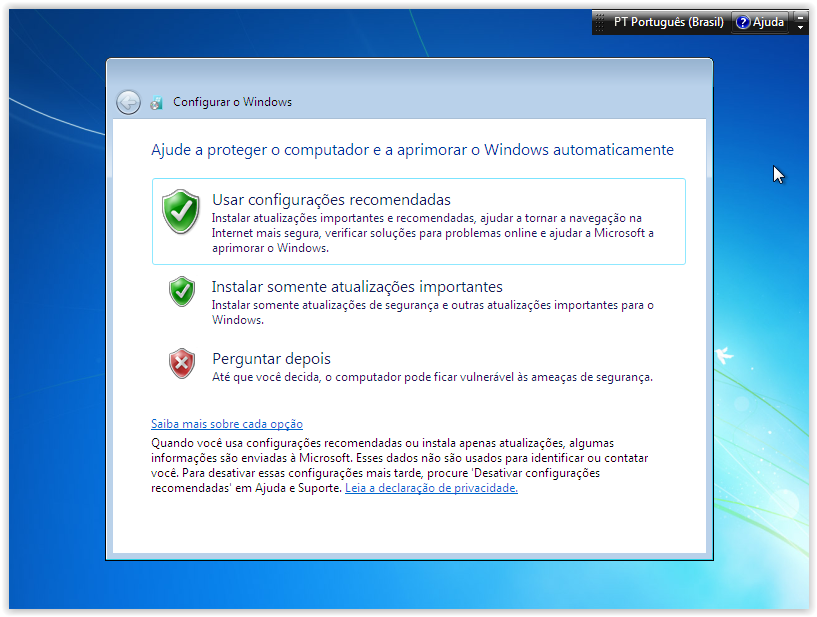 PT Português (Brasil) ? Ajuda
Configurar o Windows
Ajude a proteger o computador e a aprimorar o Windows automaticamente
Usar configurações recomendadas
Instalar atualizações importantes e recomendadas, ajudar a tornar a navegação na
Internet mais segura, verificar soluções para problemas online e ajudar a Microsoft a
aprimorar o Windows.
Instalar somente atualizações importantes
Instalar somente atualizações de segurança e outras atualizações importantes para o
Windows.
Perguntar depois
Até que você decida, o computador pode ficar vulnerável às ameaças de segurança.
Saiba mais sobre cada opção
Quando você usa configurações recomendadas ou instala apenas atualizações, algumas
informações são enviadas à Microsoft. Esses dados não são usados para identificar ou contatar
você. Para desativar essas configurações mais tarde, procure 'Desativar configurações
recomendadas' em Ajuda e Suporte. Leia a declaração de privacidade.